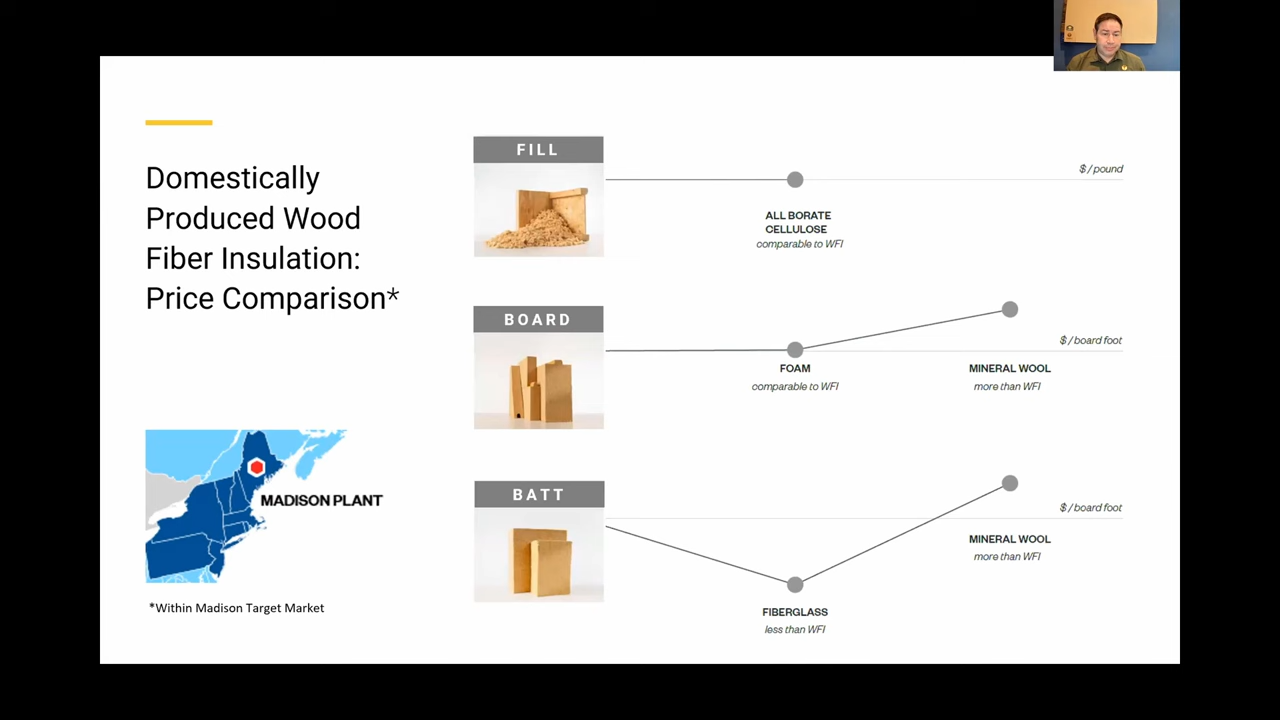 Domestically
Produced Wood
Fiber Insulation:
Price Comparison*
MADISON PLANT
*Within Madison Target Market
FILL
$ / pound
ALL BORATE
CELLULOSE
comparable to WFI
BOARD
$ / board foot
FOAM
comparable to WFI
MINERAL WOOL
more than WFI
BATT
$ / board foot
MINERAL WOOL
more than WFI
FIBERGLASS
less than WFI